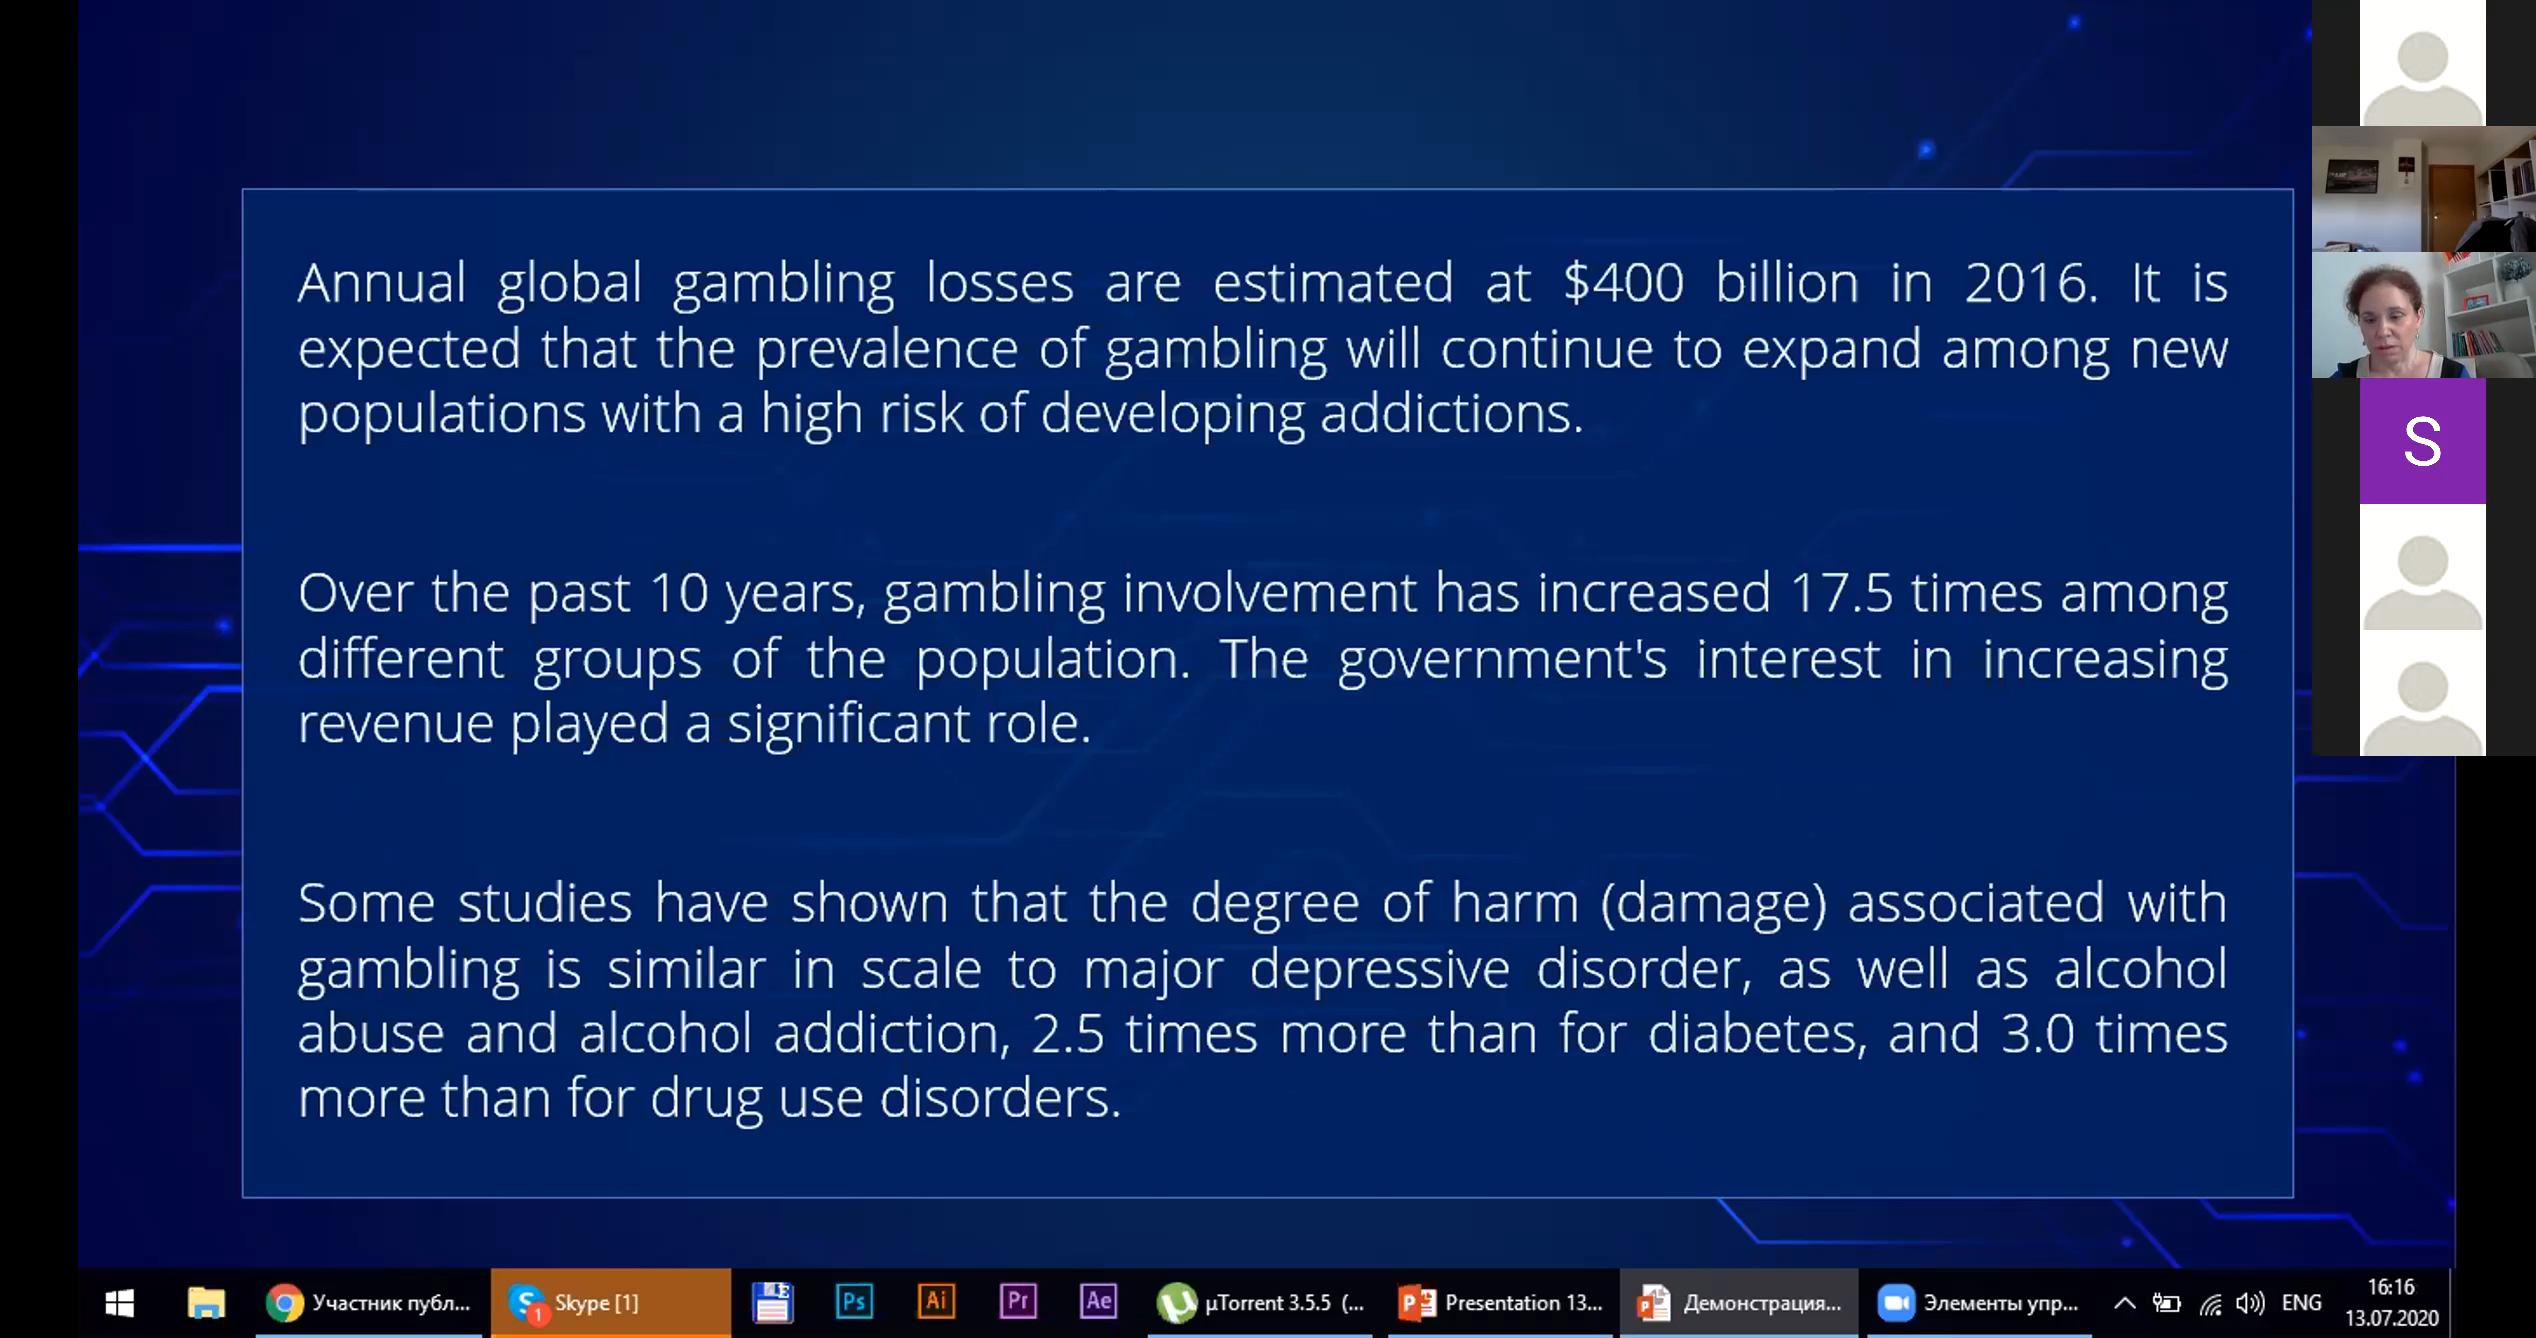 Annual global gambling losses are estimated at $400 billion in 2016. It is
expected that the prevalence of gambling will continue to expand among new
populations with a high risk of developing addictions.
Over the past 10 years, gambling involvement has increased 17.5 times among
different groups of the population. The government's interest in increasing
revenue played a significant role.
Some studies have shown that the degree of harm (damage) associated with
gambling is similar in scale to major depressive disorder, as well as alcohol
abuse and alcohol addiction, 2.5 times more than for diabetes, and 3.0 times
more than for drug use disorders.
S
Участник публ...
1
Skype [1]
Ps
Ai
Pr
Ae
µTorrent 3.5.5 (...
Presentation 13...
Демонстрация...
Элементы упр...
ENG
16:16
13.07.2020